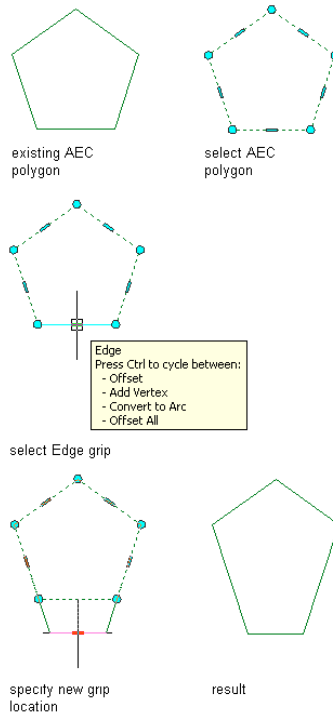 existing AEC
polygon
select AEC
polygon
Edge
Press Ctrl to cycle between:
- Offset
- Add Vertex
- Convert to Arc
- Offset All
select Edge grip
specify new grip
location
result